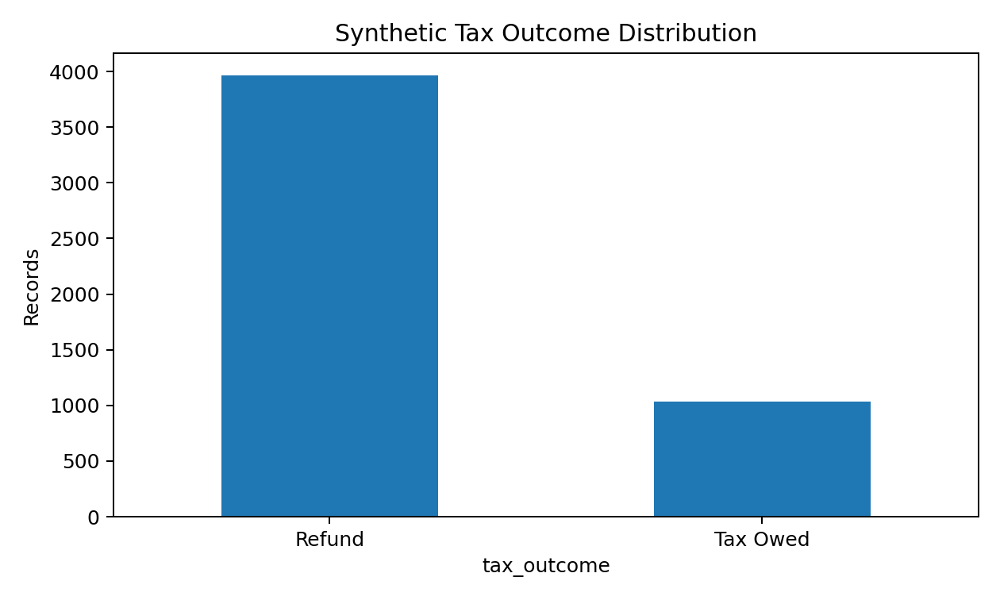 Synthetic Tax Outcome Distribution
4000
3500
3000
2500
2000
1500
1000
500
0
Records
Refund
Tax Owed
tax_outcome